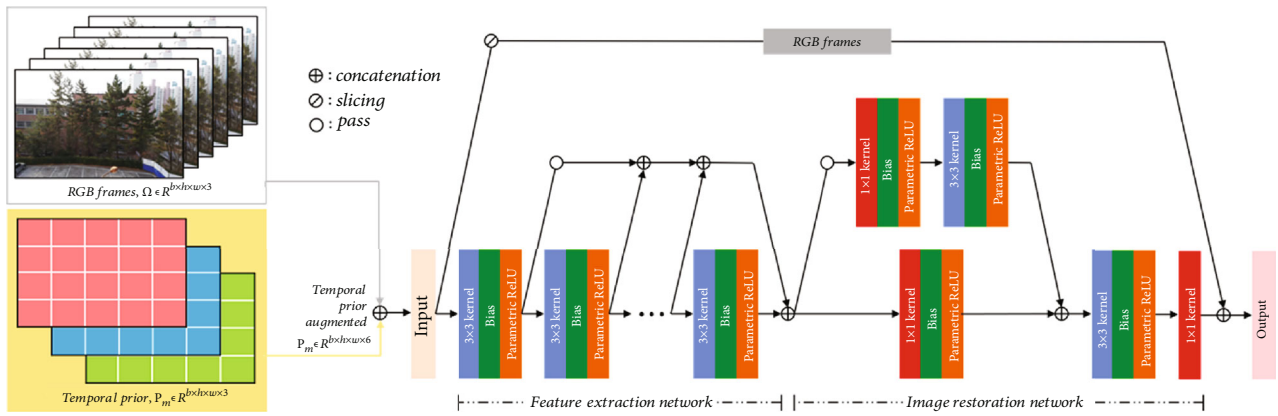 RGB frames, Ω ϵ R^{b×h×w×3}
Temporal prior, P_m ϵ R^{b×h×w×3}
⊕ : concatenation
⊘ : slicing
○ : pass
Temporal
prior
augmented
P_m ϵ R^{b×h×w×6}
Input
3×3 kernel
Bias
Parametric ReLU
3×3 kernel
Bias
Parametric ReLU
•••
3×3 kernel
Bias
Parametric ReLU
RGB frames
1×1 kernel
Bias
Parametric ReLU
3×3 kernel
Bias
Parametric ReLU
1×1 kernel
Bias
Parametric ReLU
3×3 kernel
Bias
Parametric ReLU
1×1 kernel
Output
Feature extraction network
Image restoration network